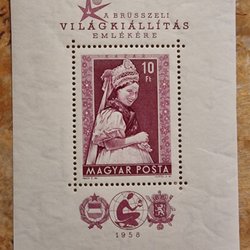 A BRÜSSZELI
VILÁGKIÁLLÍTÁS
EMLÉKÉRE
10
Ft
MAGYAR POSTA
1958